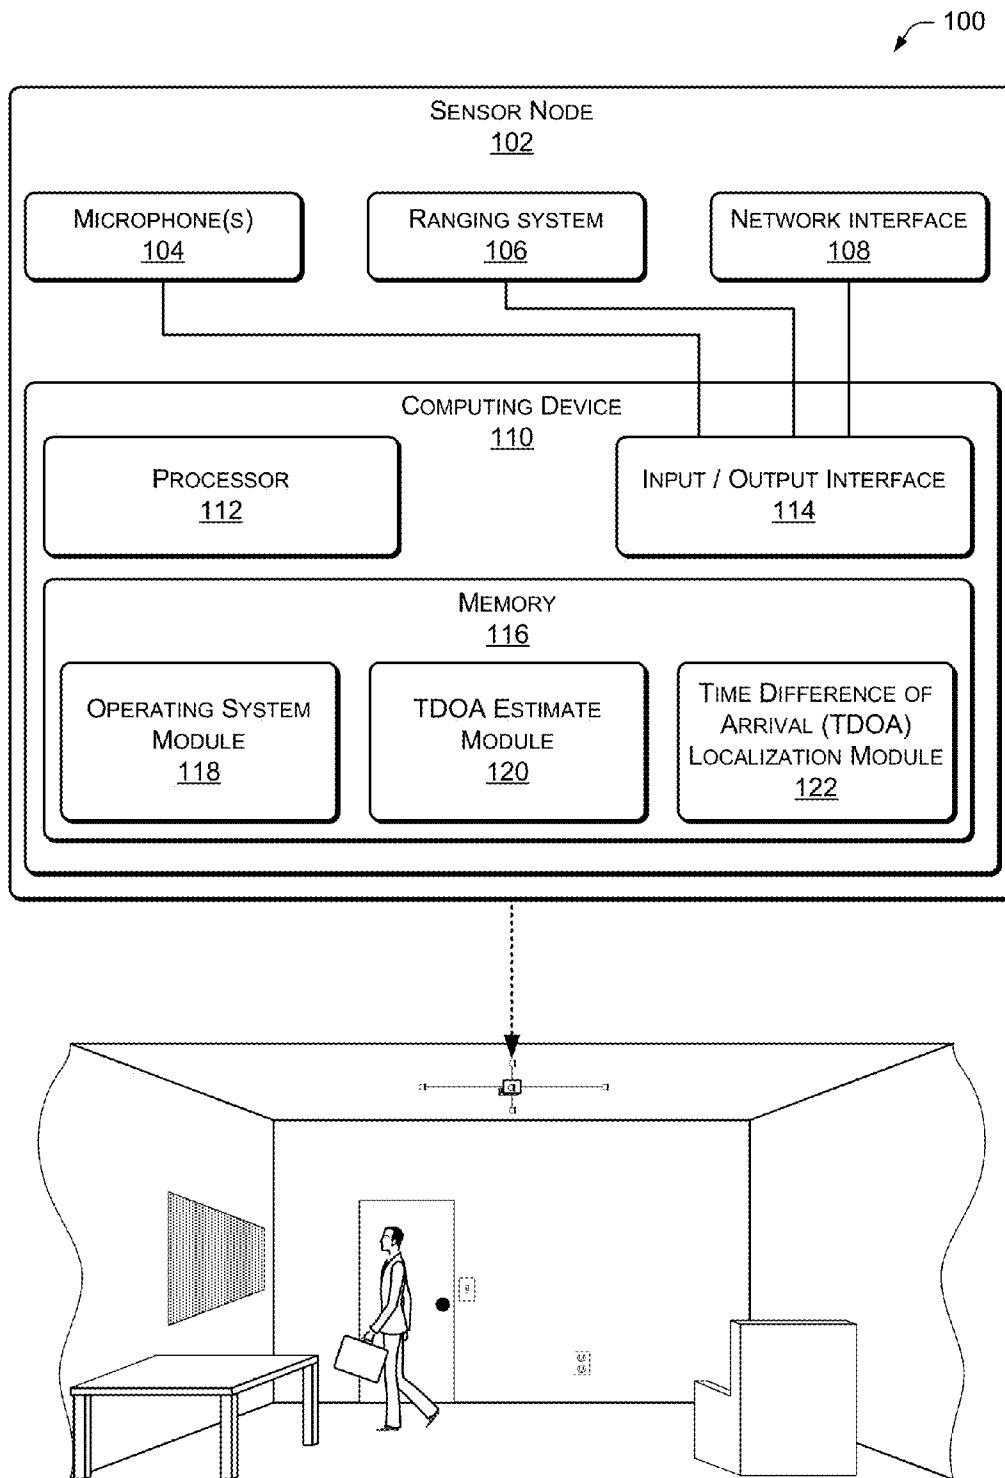 100
SENSOR NODE
102
MICROPHONE(S)
104
RANGING SYSTEM
106
NETWORK INTERFACE
108
COMPUTING DEVICE
110
PROCESSOR
112
INPUT / OUTPUT INTERFACE
114
MEMORY
116
OPERATING SYSTEM
MODULE
118
TDOA ESTIMATE
MODULE
120
TIME DIFFERENCE OF
ARRIVAL (TDOA)
LOCALIZATION MODULE
122